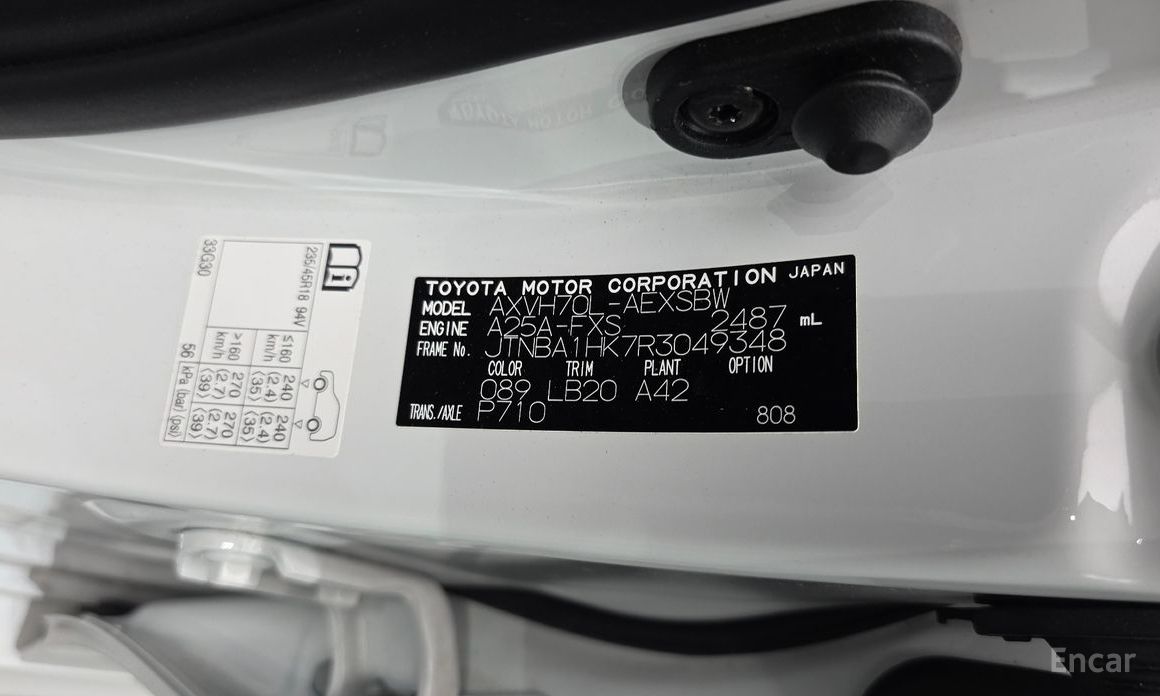 TOYOTA MOTOR CORPORATION JAPAN
MODEL AXVH70L-AEXSBW
ENGINE A25A-FXS 2487 mL
FRAME No. JTNBA1HK7R3049348
COLOR TRIM PLANT OPTION
089 LB20 A42
TRANS./AXLE P710 808
235/45R18 94V
≤160 km/h 240 (2.4) (35) 240 (2.4) (35)
>160 km/h 270 (2.7) (39) 270 (2.7) (39)
56 kPa (bar) (psi)
33G30
Encar